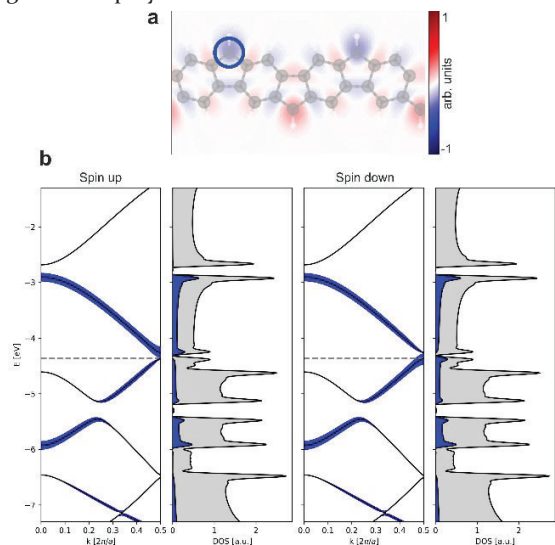 a
1
arb. units
-1
b
Spin up
Spin down
E [eV]
−2
−3
−4
−5
−6
−7
0.0 0.1 0.2 0.3 0.4 0.5
k [2π/a]
0 1 2
DOS [a.u.]
0.0 0.1 0.2 0.3 0.4 0.5
k [2π/a]
0 1 2
DOS [a.u.]